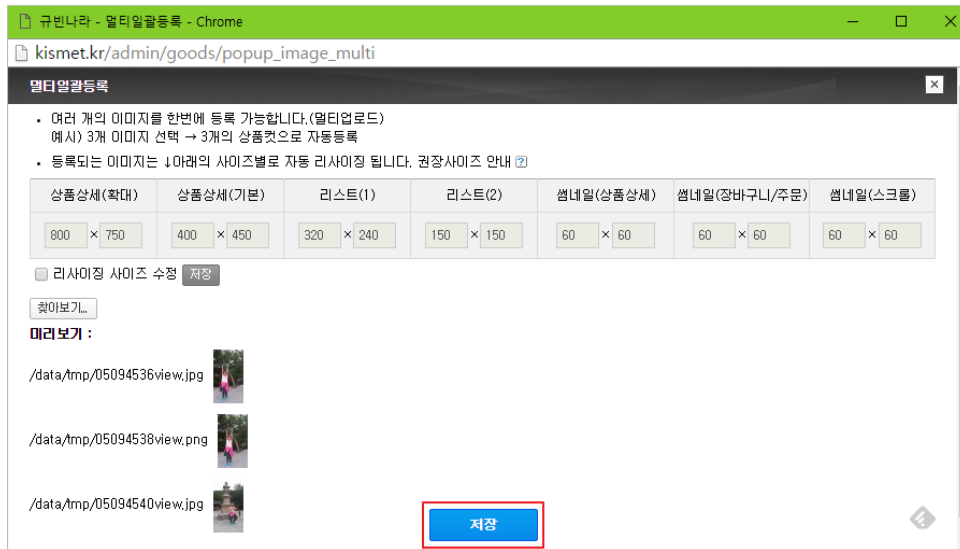 규빈나라 - 멀티일괄등록 - Chrome
kismet.kr/admin/goods/popup_image_multi
멀티일괄등록
• 여러 개의 이미지를 한번에 등록 가능합니다.(멀티업로드)
예시) 3개 이미지 선택 → 3개의 상품컷으로 자동등록
• 등록되는 이미지는 ↓아래의 사이즈별로 자동 리사이징 됩니다. 권장사이즈 안내 ?
상품상세(확대) 상품상세(기본) 리스트(1) 리스트(2) 썸네일(상품상세) 썸네일(장바구니/주문) 썸네일(스크롤)
800 × 750 400 × 450 320 × 240 150 × 150 60 × 60 60 × 60 60 × 60
리사이징 사이즈 수정 저장
찾아보기...
미리보기 :
/data/tmp/05094536view.jpg
/data/tmp/05094538view.png
/data/tmp/05094540view.jpg
저장